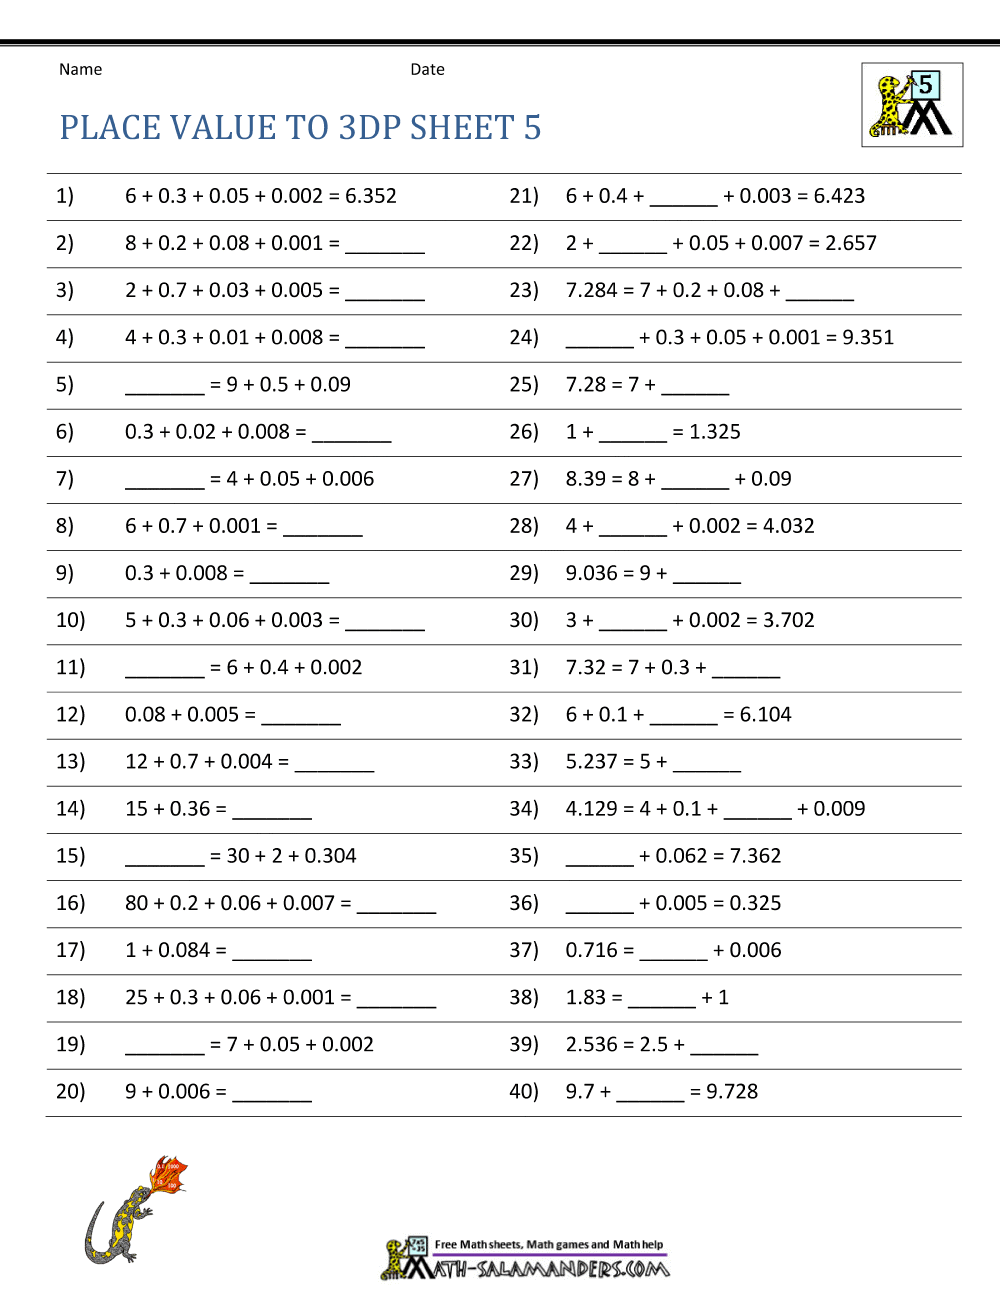 Name Date
5
PLACE VALUE TO 3DP SHEET 5
1) 6 + 0.3 + 0.05 + 0.002 = 6.352
2) 8 + 0.2 + 0.08 + 0.001 = _______
3) 2 + 0.7 + 0.03 + 0.005 = _______
4) 4 + 0.3 + 0.01 + 0.008 = _______
5) _______ = 9 + 0.5 + 0.09
6) 0.3 + 0.02 + 0.008 = _______
7) _______ = 4 + 0.05 + 0.006
8) 6 + 0.7 + 0.001 = _______
9) 0.3 + 0.008 = _______
10) 5 + 0.3 + 0.06 + 0.003 = _______
11) _______ = 6 + 0.4 + 0.002
12) 0.08 + 0.005 = _______
13) 12 + 0.7 + 0.004 = _______
14) 15 + 0.36 = _______
15) _______ = 30 + 2 + 0.304
16) 80 + 0.2 + 0.06 + 0.007 = _______
17) 1 + 0.084 = _______
18) 25 + 0.3 + 0.06 + 0.001 = _______
19) _______ = 7 + 0.05 + 0.002
20) 9 + 0.006 = _______
21) 6 + 0.4 + ______ + 0.003 = 6.423
22) 2 + ______ + 0.05 + 0.007 = 2.657
23) 7.284 = 7 + 0.2 + 0.08 + ______
24) ______ + 0.3 + 0.05 + 0.001 = 9.351
25) 7.28 = 7 + ______
26) 1 + ______ = 1.325
27) 8.39 = 8 + ______ + 0.09
28) 4 + ______ + 0.002 = 4.032
29) 9.036 = 9 + ______
30) 3 + ______ + 0.002 = 3.702
31) 7.32 = 7 + 0.3 + ______
32) 6 + 0.1 + ______ = 6.104
33) 5.237 = 5 + ______
34) 4.129 = 4 + 0.1 + ______ + 0.009
35) ______ + 0.062 = 7.362
36) ______ + 0.005 = 0.325
37) 0.716 = ______ + 0.006
38) 1.83 = ______ + 1
39) 2.536 = 2.5 + ______
40) 9.7 + ______ = 9.728
Free Math sheets, Math games and Math help
MATH-SALAMANDERS.COM